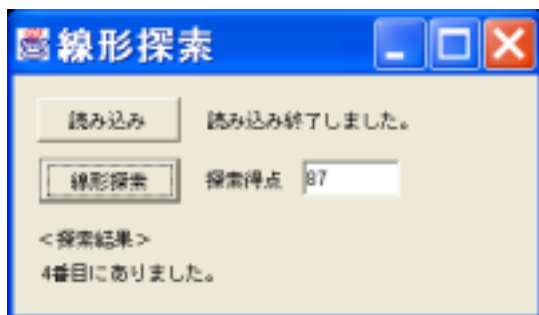 線形探索
読み込み 読み込み終了しました。
線形探索 探索得点 87
<探索結果>
4番目にありました。